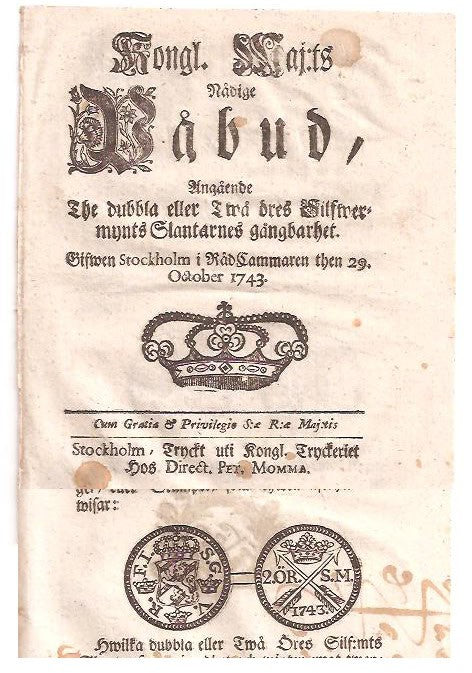 Kongl. Maj:ts
Nådige
Påbud,
Angående
The dubbla eller Twå öres Silfwer-
mynts Slantarnes gångbarhet.
Gifwen Stockholm i RådCammaren then 29.
October 1743.
Cum Gratia & Privilegio S:æ R:æ Maj:tis
Stockholm, Tryckt uti Kongl. Tryckeriet
Hos Direct. PET. MOMMA.
wisar:
F. I. S. G. V. R.
2.ÖR. S.M.
1743.
Hwilka dubbla eller Twå Öres Silf:mts